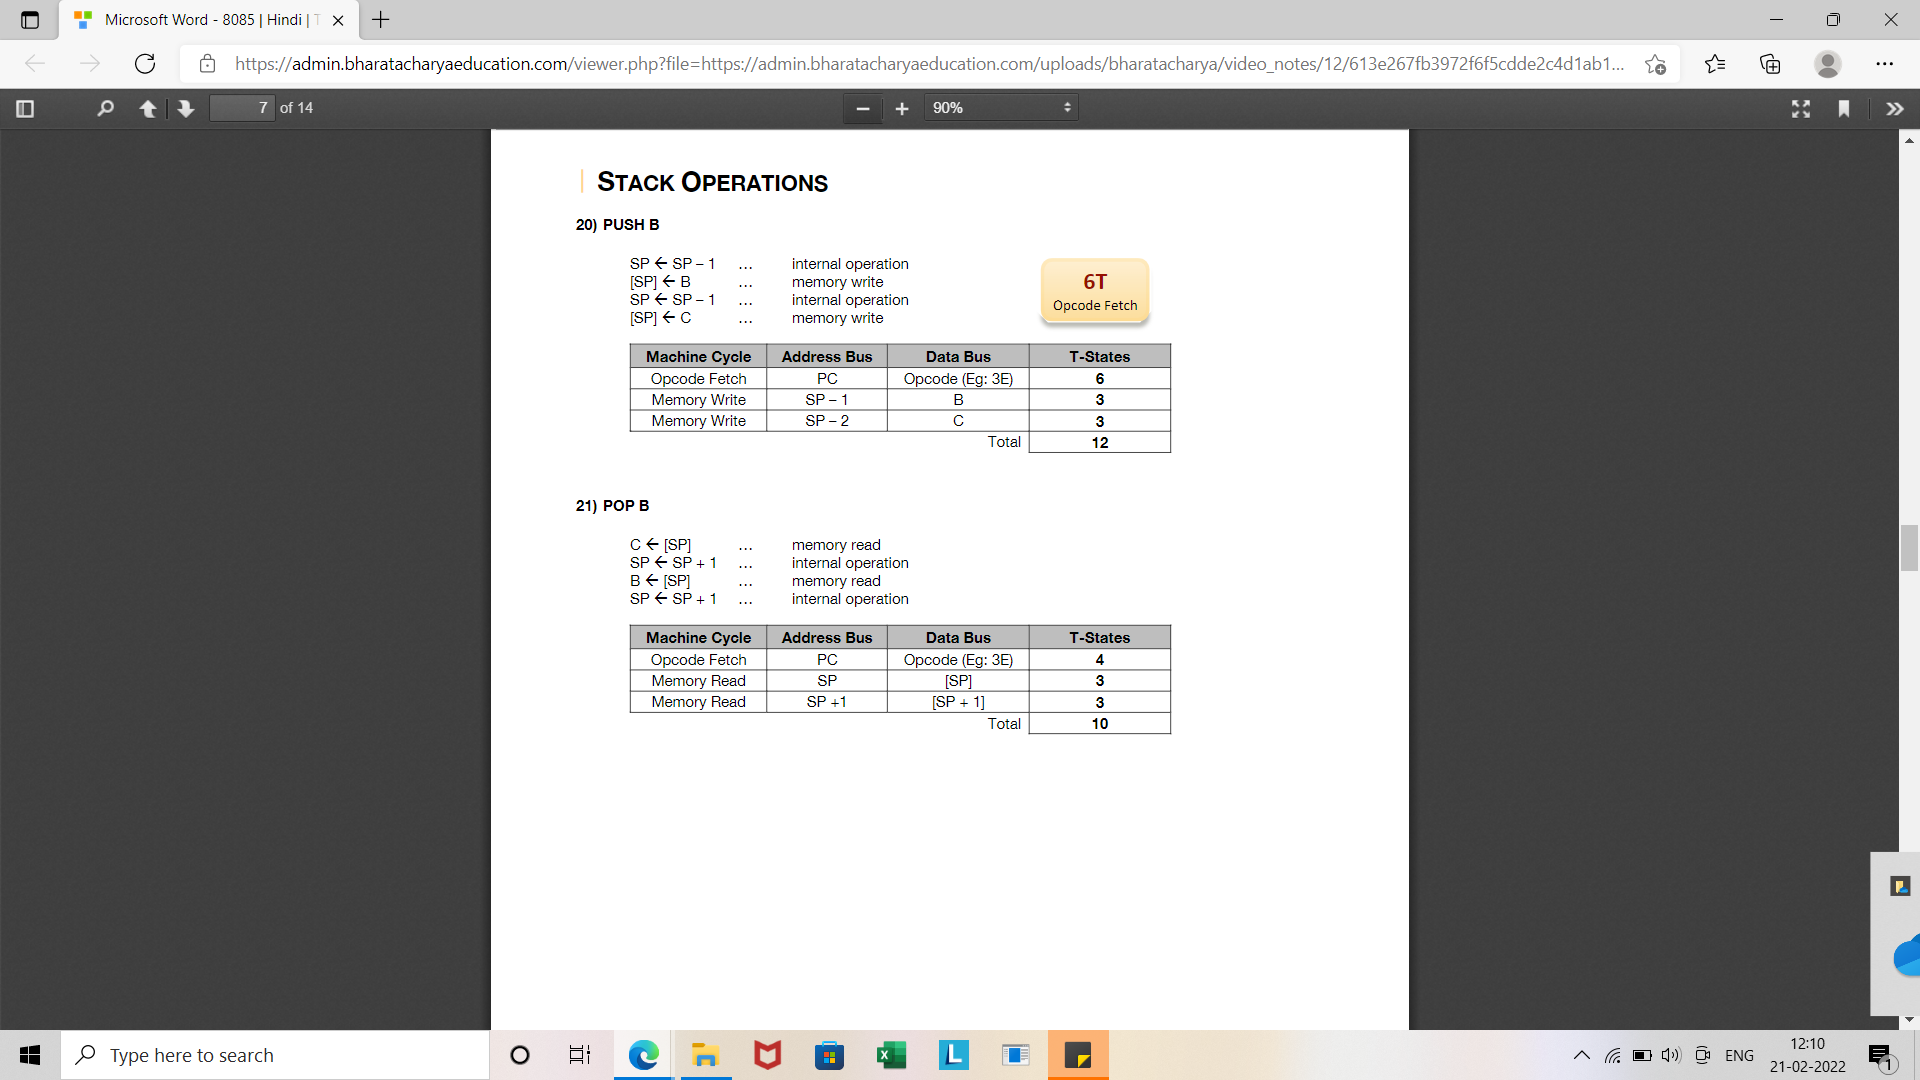 Microsoft Word - 8085 | Hindi | T
https://admin.bharatacharyaeducation.com/viewer.php?file=https://admin.bharatacharyaeducation.com/uploads/bharatacharya/video_notes/12/613e267fb3972f6f5cdde2c4d1ab1...
7 of 14
90%
STACK OPERATIONS
20) PUSH B
SP ← SP – 1 ... internal operation
[SP] ← B ... memory write
SP ← SP – 1 ... internal operation
[SP] ← C ... memory write
6T
Opcode Fetch
Machine Cycle Address Bus Data Bus T-States
Opcode Fetch PC Opcode (Eg: 3E) 6
Memory Write SP – 1 B 3
Memory Write SP – 2 C 3
Total 12
21) POP B
C ← [SP] ... memory read
SP ← SP + 1 ... internal operation
B ← [SP] ... memory read
SP ← SP + 1 ... internal operation
Machine Cycle Address Bus Data Bus T-States
Opcode Fetch PC Opcode (Eg: 3E) 4
Memory Read SP [SP] 3
Memory Read SP +1 [SP + 1] 3
Total 10
Type here to search
ENG
12:10
21-02-2022
1